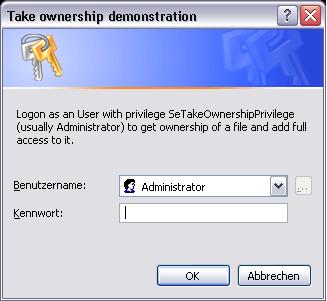 Take ownership demonstration
Logon as an User with privilege SeTakeOwnershipPrivilege
(usually Administrator) to get ownership of a file and add full
access to it.
Benutzername:
Administrator
...
Kennwort:
OK
Abbrechen